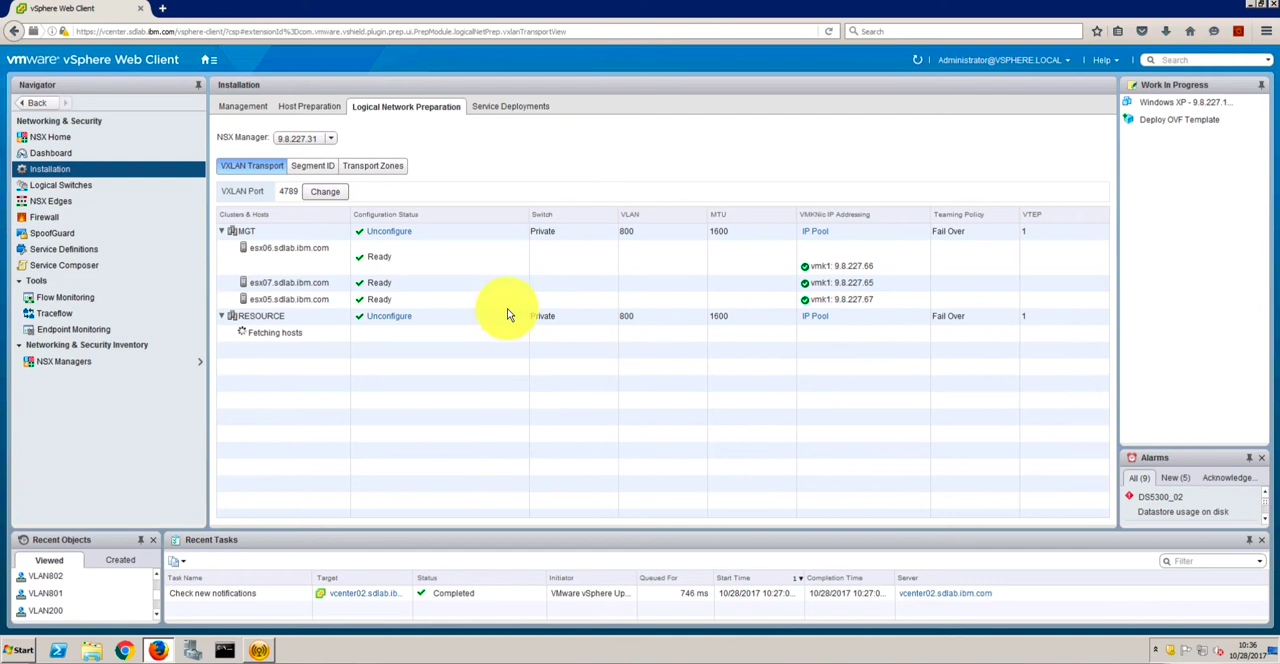 vSphere Web Client
https://vcenter.sdlab.ibm.com/vsphere-client/?csp#extensionId%3Dcom.vmware.vshield.plugin.prep.ui.PrepModule.logicalNetPrep.vxlanTransportView
Search
vmware vSphere Web Client
Administrator@VSPHERE.LOCAL
Help
Search
Navigator
Back
Networking & Security
NSX Home
Dashboard
Installation
Logical Switches
NSX Edges
Firewall
SpoofGuard
Service Definitions
Service Composer
Tools
Flow Monitoring
Traceflow
Endpoint Monitoring
Networking & Security Inventory
NSX Managers
Installation
Management Host Preparation Logical Network Preparation Service Deployments
NSX Manager: 9.8.227.31
VXLAN Transport Segment ID Transport Zones
VXLAN Port 4789 Change
Clusters & Hosts Configuration Status Switch VLAN MTU VMKNic IP Addressing Teaming Policy VTEP
MGT Unconfigure Private 800 1600 IP Pool Fail Over 1
esx06.sdlab.ibm.com Ready vmk1: 9.8.227.66
esx07.sdlab.ibm.com Ready vmk1: 9.8.227.65
esx05.sdlab.ibm.com Ready vmk1: 9.8.227.67
RESOURCE Unconfigure Private 800 1600 IP Pool Fail Over 1
Fetching hosts
Work In Progress
Windows XP - 9.8.227.1...
Deploy OVF Template
Alarms
All (9) New (5) Acknowledge...
DS5300_02
Datastore usage on disk
Recent Objects
Viewed Created
VLAN802
VLAN801
VLAN200
Recent Tasks
Filter
Task Name Target Status Initiator Queued For Start Time 1 Completion Time Server
Check new notifications vcenter02.sdlab.ib... Completed VMware vSphere Up... 746 ms 10/28/2017 10:27:0... 10/28/2017 10:27:0... vcenter02.sdlab.ibm.com
Start
10:36
10/28/2017